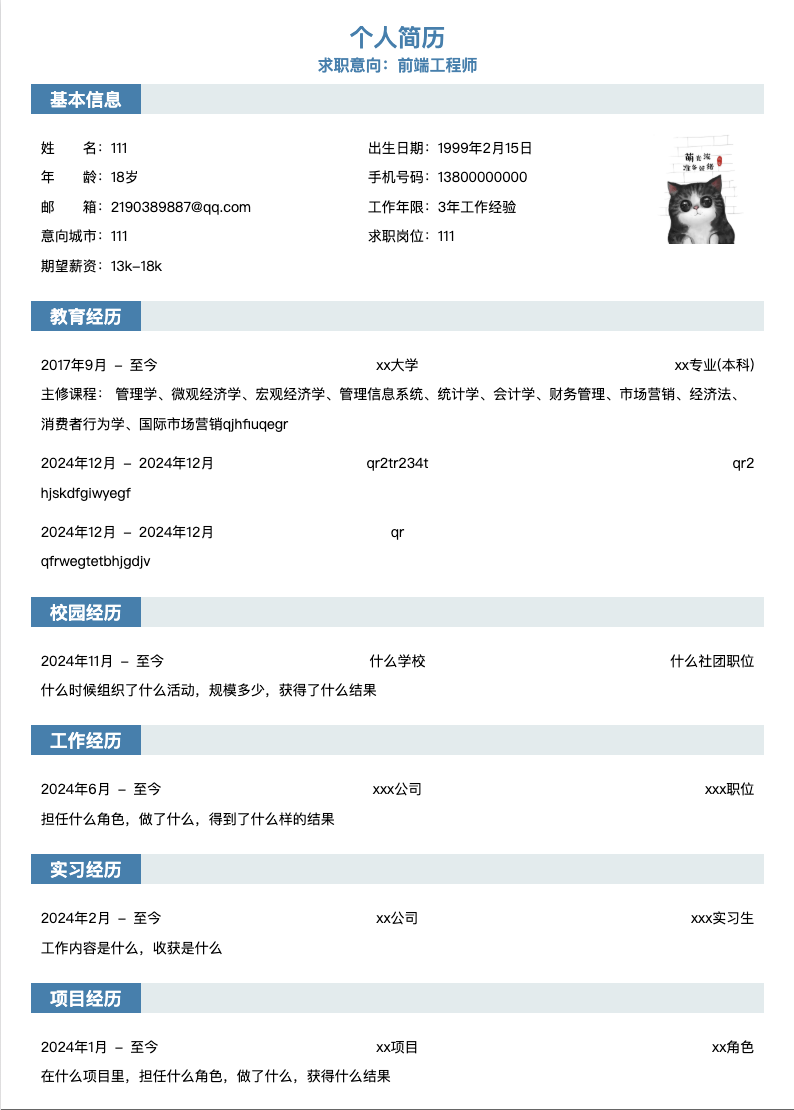 个人简历
求职意向：前端工程师
基本信息
姓　　名：111
出生日期：1999年2月15日
年　　龄：18岁
手机号码：13800000000
邮　　箱：2190389887@qq.com
工作年限：3年工作经验
意向城市：111
求职岗位：111
期望薪资：13k-18k
教育经历
2017年9月 – 至今 xx大学 xx专业(本科)
主修课程： 管理学、微观经济学、宏观经济学、管理信息系统、统计学、会计学、财务管理、市场营销、经济法、
消费者行为学、国际市场营销qjhfiuqegr
2024年12月 – 2024年12月 qr2tr234t qr2
hjskdfgiwyegf
2024年12月 – 2024年12月 qr
qfrwegtetbhjgdjv
校园经历
2024年11月 – 至今 什么学校 什么社团职位
什么时候组织了什么活动，规模多少，获得了什么结果
工作经历
2024年6月 – 至今 xxx公司 xxx职位
担任什么角色，做了什么，得到了什么样的结果
实习经历
2024年2月 – 至今 xx公司 xxx实习生
工作内容是什么，收获是什么
项目经历
2024年1月 – 至今 xx项目 xx角色
在什么项目里，担任什么角色，做了什么，获得什么结果